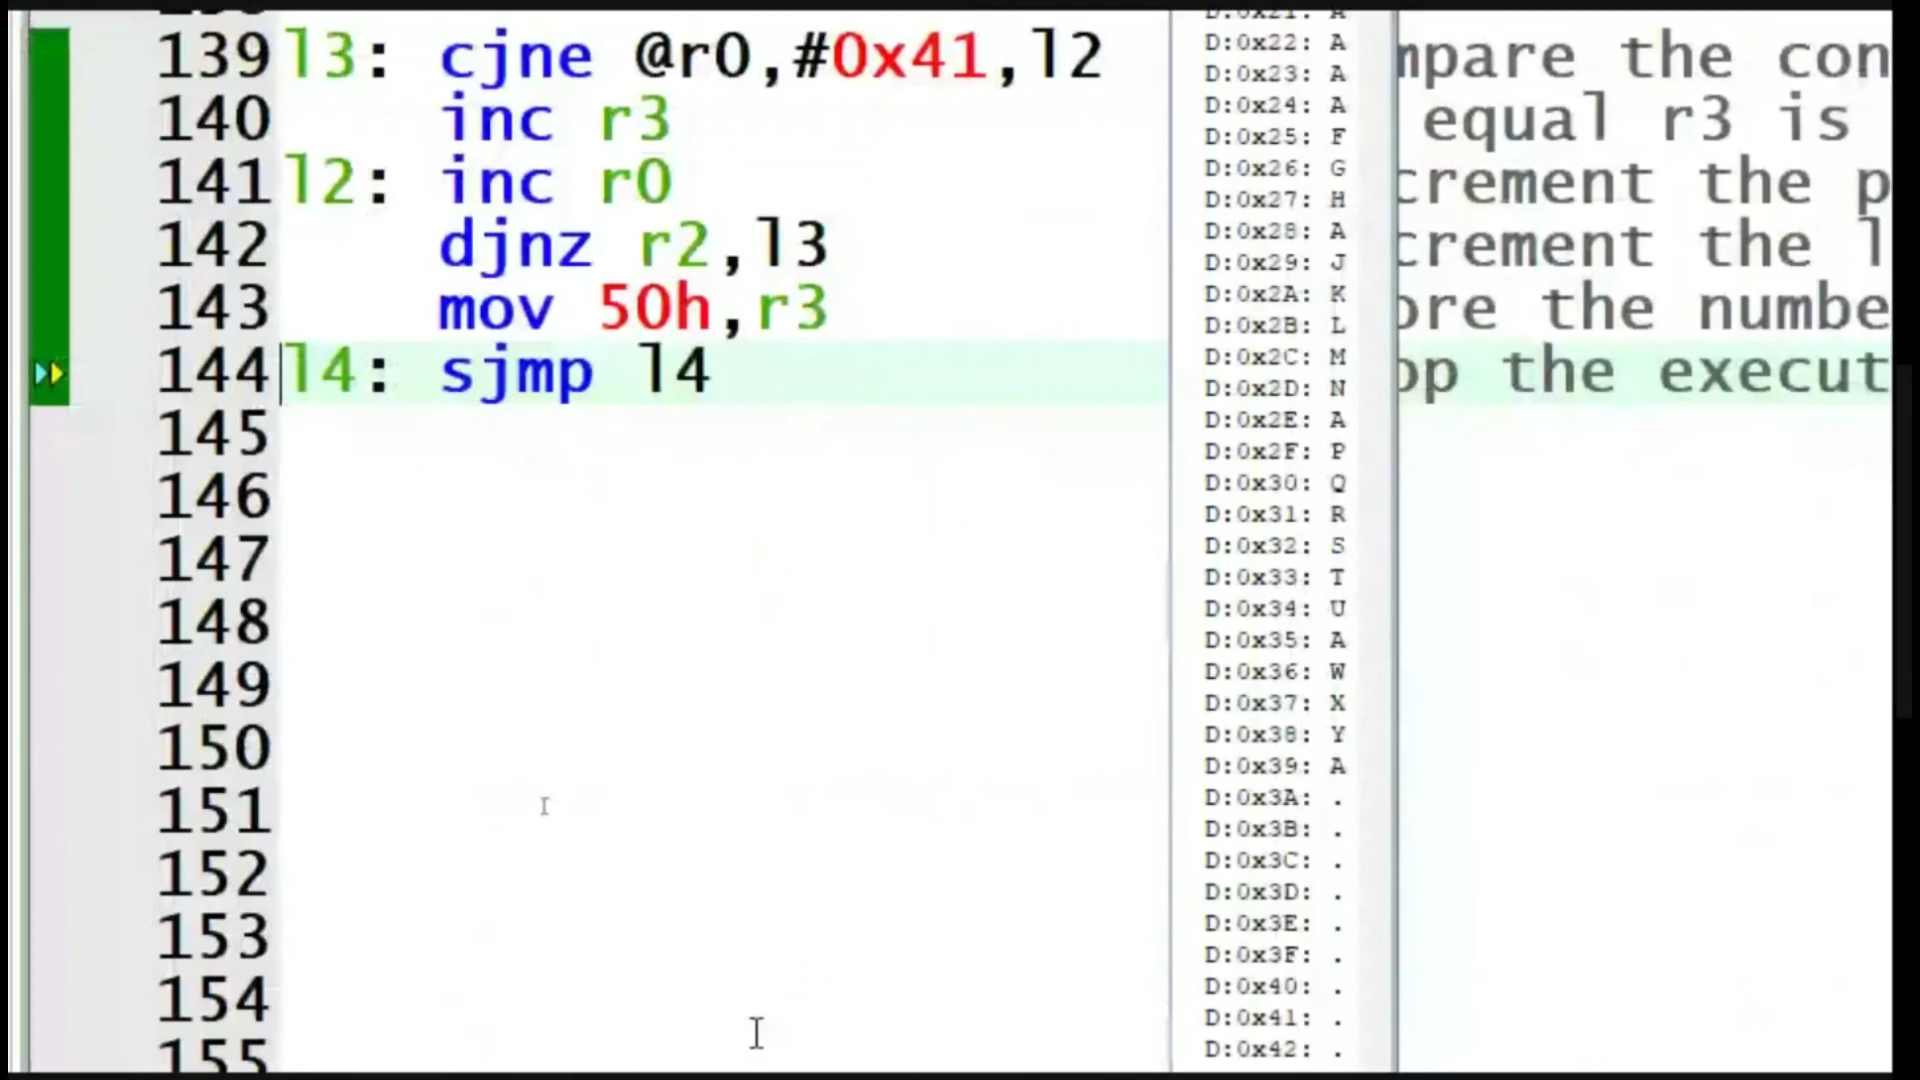 139 l3: cjne @r0,#0x41,l2
140 inc r3
141 l2: inc r0
142 djnz r2,l3
143 mov 50h,r3
144 l4: sjmp l4
145
146
147
148
149
150
151
152
153
154
155
D:0x21: A
D:0x22: A
D:0x23: A
D:0x24: A
D:0x25: F
D:0x26: G
D:0x27: H
D:0x28: A
D:0x29: J
D:0x2A: K
D:0x2B: L
D:0x2C: M
D:0x2D: N
D:0x2E: A
D:0x2F: P
D:0x30: Q
D:0x31: R
D:0x32: S
D:0x33: T
D:0x34: U
D:0x35: A
D:0x36: W
D:0x37: X
D:0x38: Y
D:0x39: A
D:0x3A: .
D:0x3B: .
D:0x3C: .
D:0x3D: .
D:0x3E: .
D:0x3F: .
D:0x40: .
D:0x41: .
D:0x42: .
mpare the con
equal r3 is
crement the p
crement the l
ore the numbe
op the execut